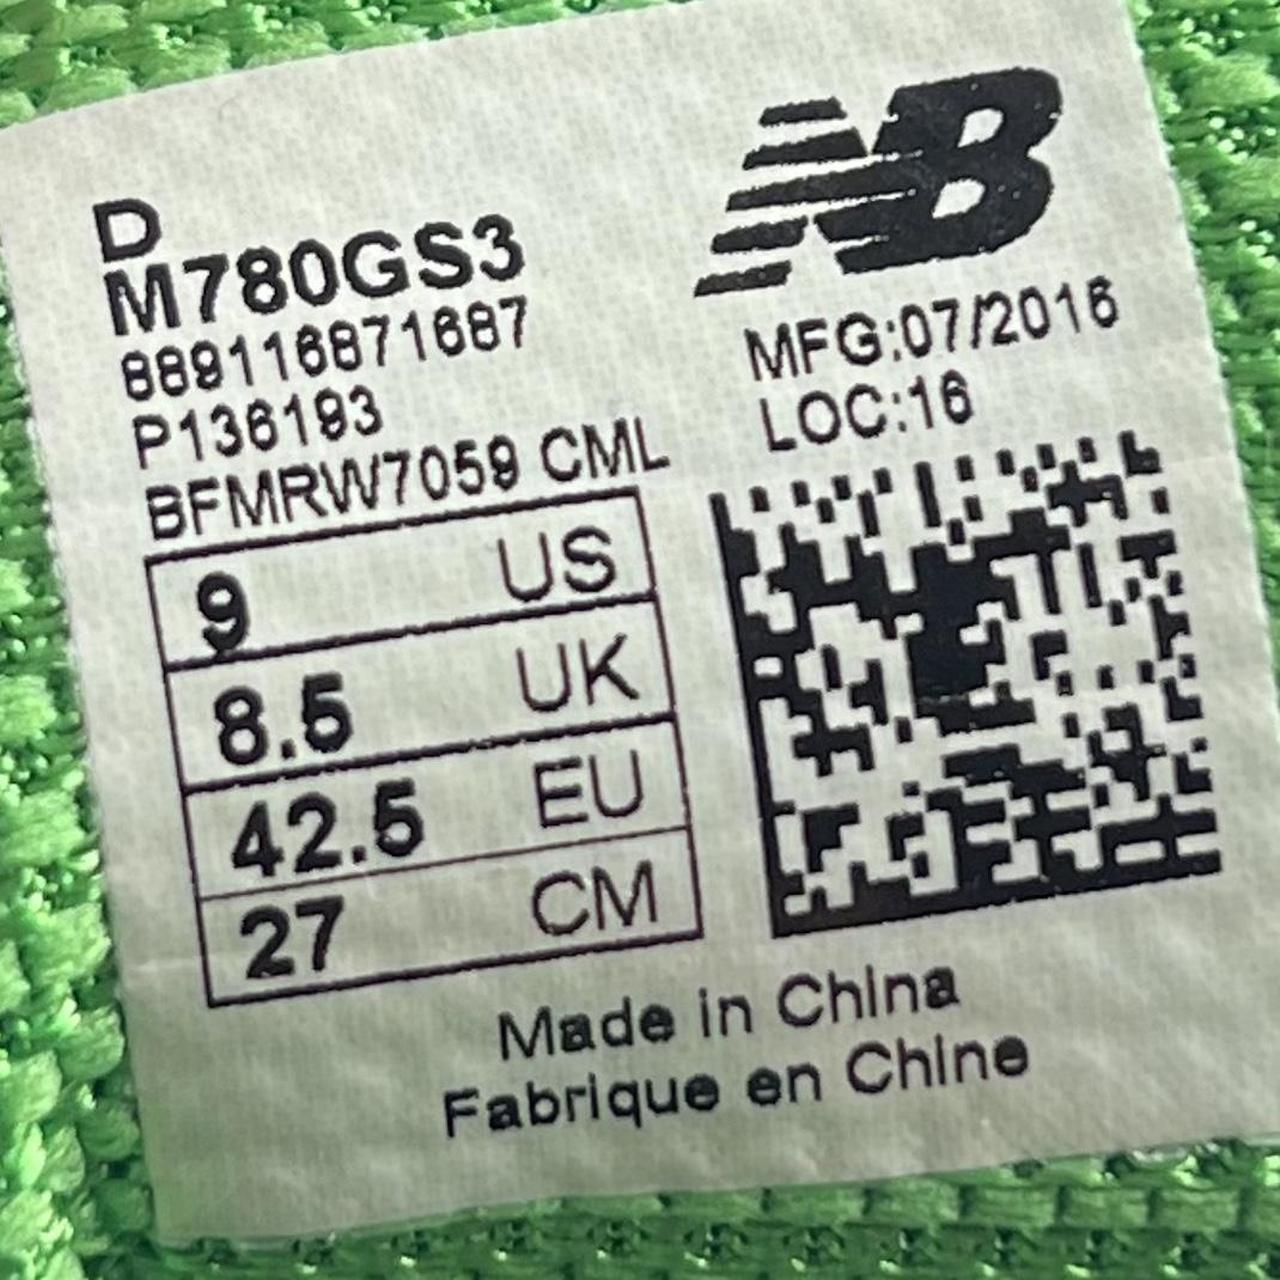 D
M780GS3
889116871687
P136193
BFMRW7059 CML
9 US
8.5 UK
42.5 EU
27 CM
NB
MFG:07/2016
LOC:16
Made in China
Fabrique en Chine